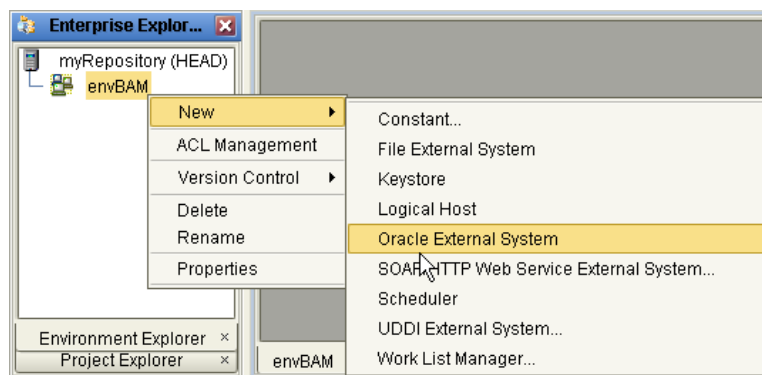 Enterprise Explor...
myRepository (HEAD)
envBAM
New
ACL Management
Version Control
Delete
Rename
Properties
Constant...
File External System
Keystore
Logical Host
Oracle External System
SOAP/HTTP Web Service External System...
Scheduler
UDDI External System...
Work List Manager...
Environment Explorer
Project Explorer
envBAM